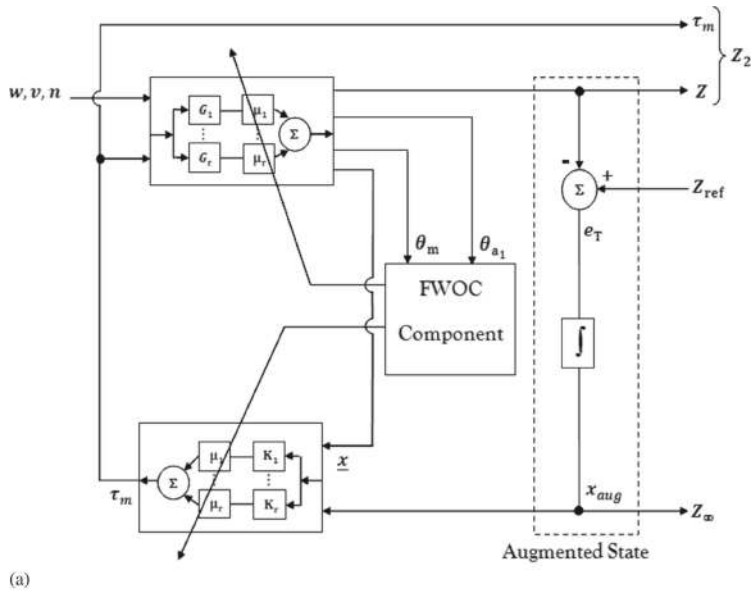 τm
w, v, n
Z2
Z
G1
μ1
Σ
⋮
⋮
Gr
μr
-
Σ
+
Zref
θm
θa1
eT
FWOC
Component
∫
μ1
K1
x
Σ
⋮
⋮
τm
μr
Kr
xaug
Z∞
Augmented State
(a)